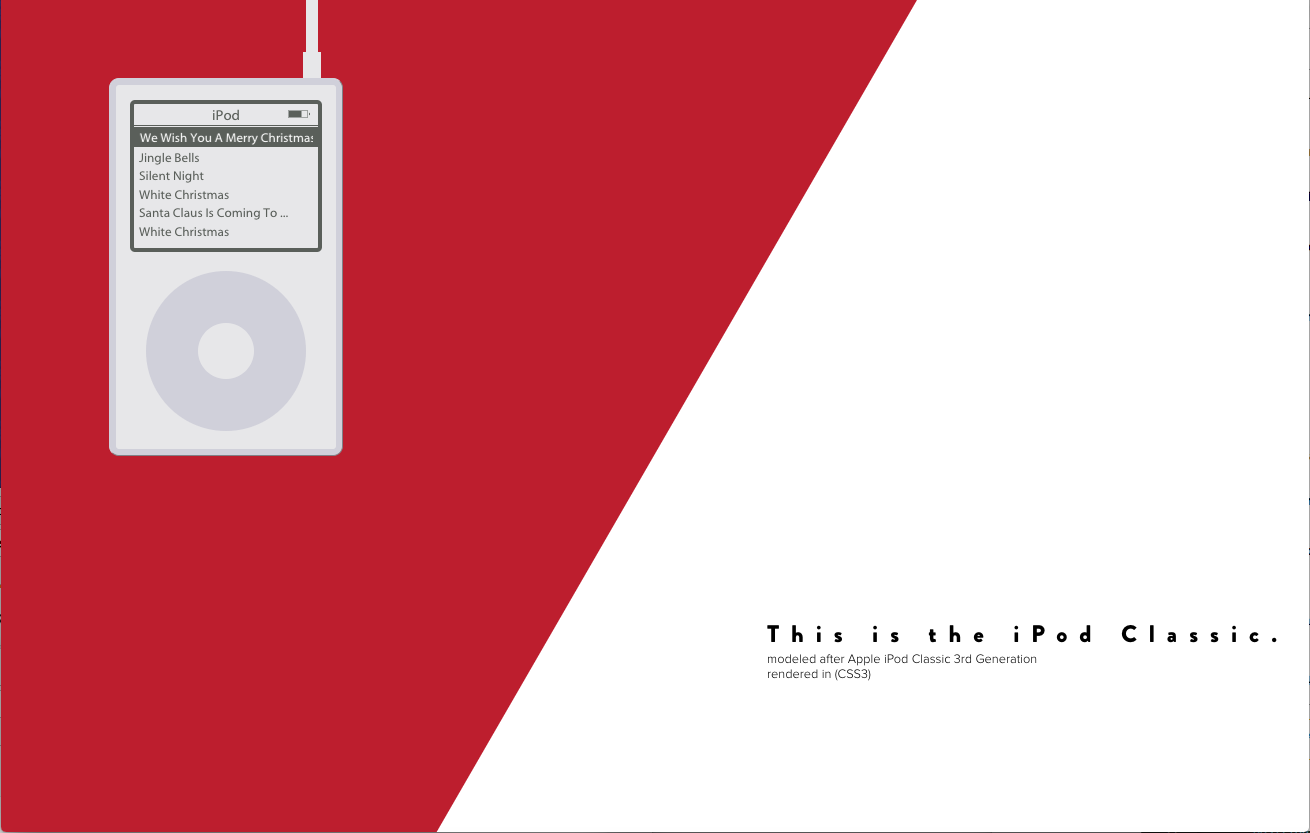 iPod
We Wish You A Merry Christmas
Jingle Bells
Silent Night
White Christmas
Santa Claus Is Coming To ...
White Christmas
This is the iPod Classic.
modeled after Apple iPod Classic 3rd Generation
rendered in (CSS3)